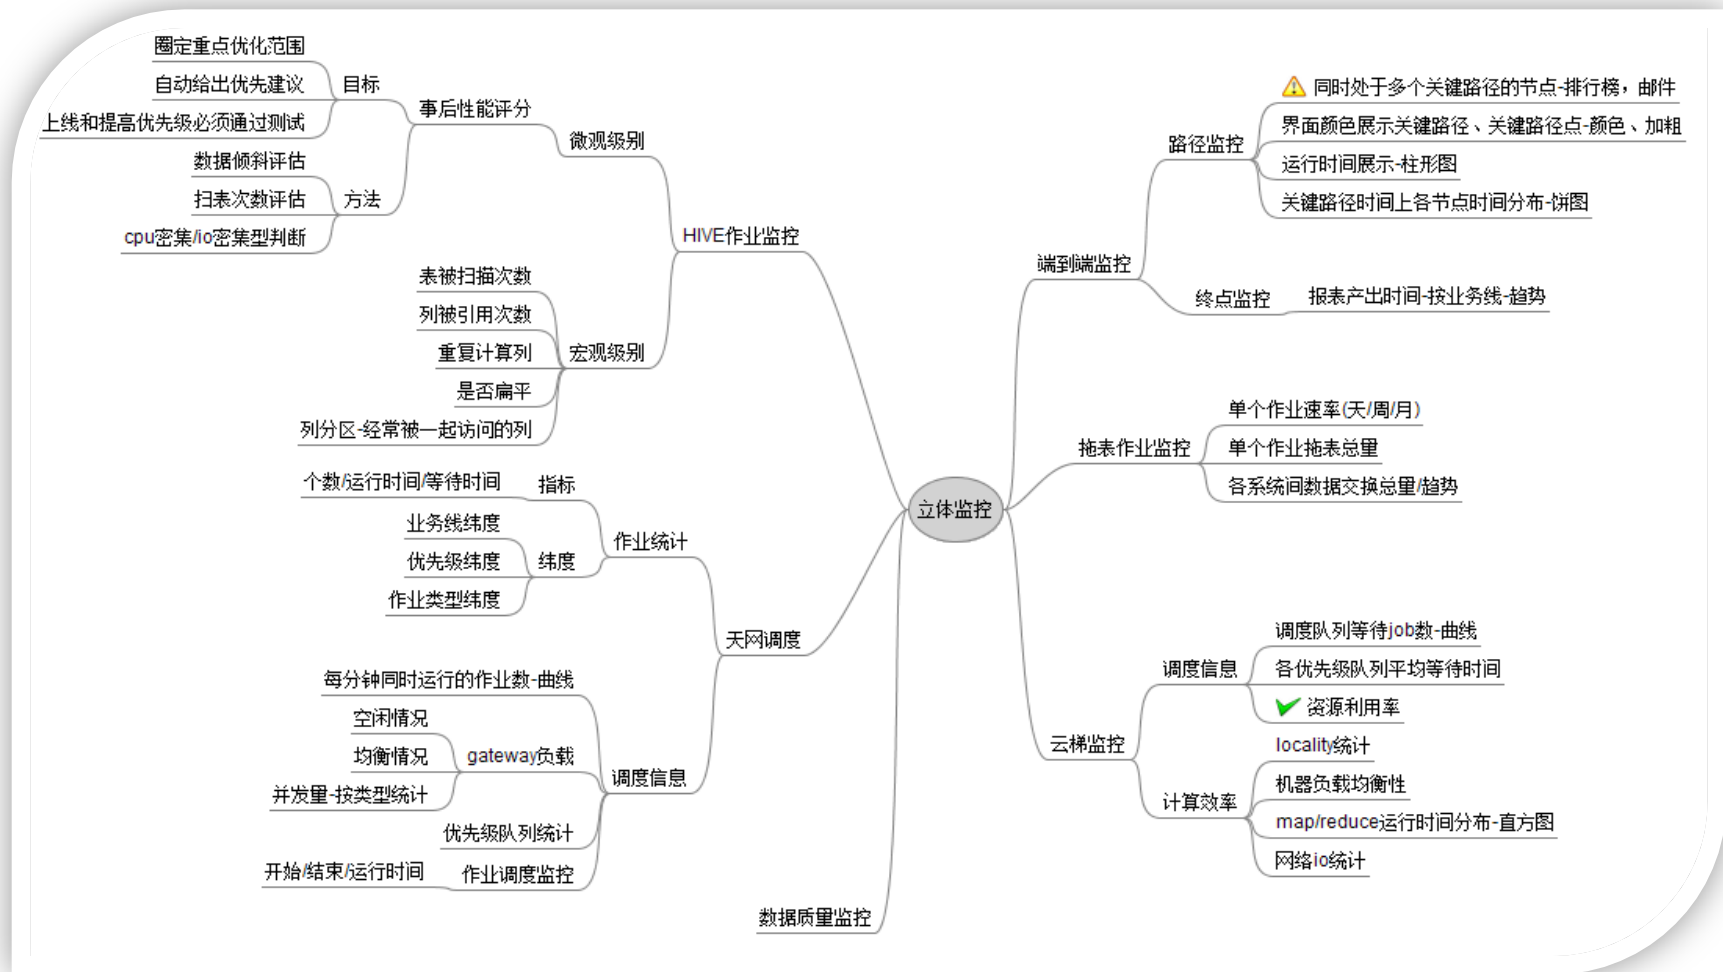 立体监控
HIVE作业监控
微观级别
事后性能评分
目标
圈定重点优化范围
自动给出优先建议
上线和提高优先级必须通过测试
方法
数据倾斜评估
扫表次数评估
cpu密集/io密集型判断
宏观级别
表被扫描次数
列被引用次数
重复计算列
是否扁平
列分区-经常被一起访问的列
天网调度
作业统计
指标
个数/运行时间/等待时间
纬度
业务线纬度
优先级纬度
作业类型纬度
调度信息
每分钟同时运行的作业数-曲线
gateway负载
空闲情况
均衡情况
并发量-按类型统计
优先级队列统计
作业调度监控
开始/结束/运行时间
数据质量监控
端到端监控
路径监控
同时处于多个关键路径的节点-排行榜，邮件
界面颜色展示关键路径、关键路径点-颜色、加粗
运行时间展示-柱形图
关键路径时间上各节点时间分布-饼图
终点监控
报表产出时间-按业务线-趋势
拖表作业监控
单个作业速率(天/周/月)
单个作业拖表总量
各系统间数据交换总量/趋势
云梯监控
调度信息
调度队列等待job数-曲线
各优先级队列平均等待时间
资源利用率
计算效率
locality统计
机器负载均衡性
map/reduce运行时间分布-直方图
网络io统计